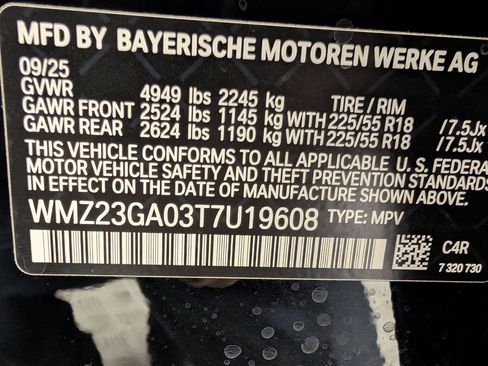 MFD BY BAYERISCHE MOTOREN WERKE AG
09/25
GVWR 4949 lbs 2245 kg TIRE / RIM
GAWR FRONT 2524 lbs 1145 kg WITH 225/55 R18 /7.5Jx
GAWR REAR 2624 lbs 1190 kg WITH 225/55 R18 /7.5Jx
THIS VEHICLE CONFORMS TO ALL APPLICABLE U.S. FEDERA
MOTOR VEHICLE SAFETY AND THEFT PREVENTION STANDARDS
IN EFFECT ON THE DATE OF MANUFACTURE SHOWN ABOVE.
WMZ23GA03T7U19608 TYPE: MPV
C4R
7 320 730